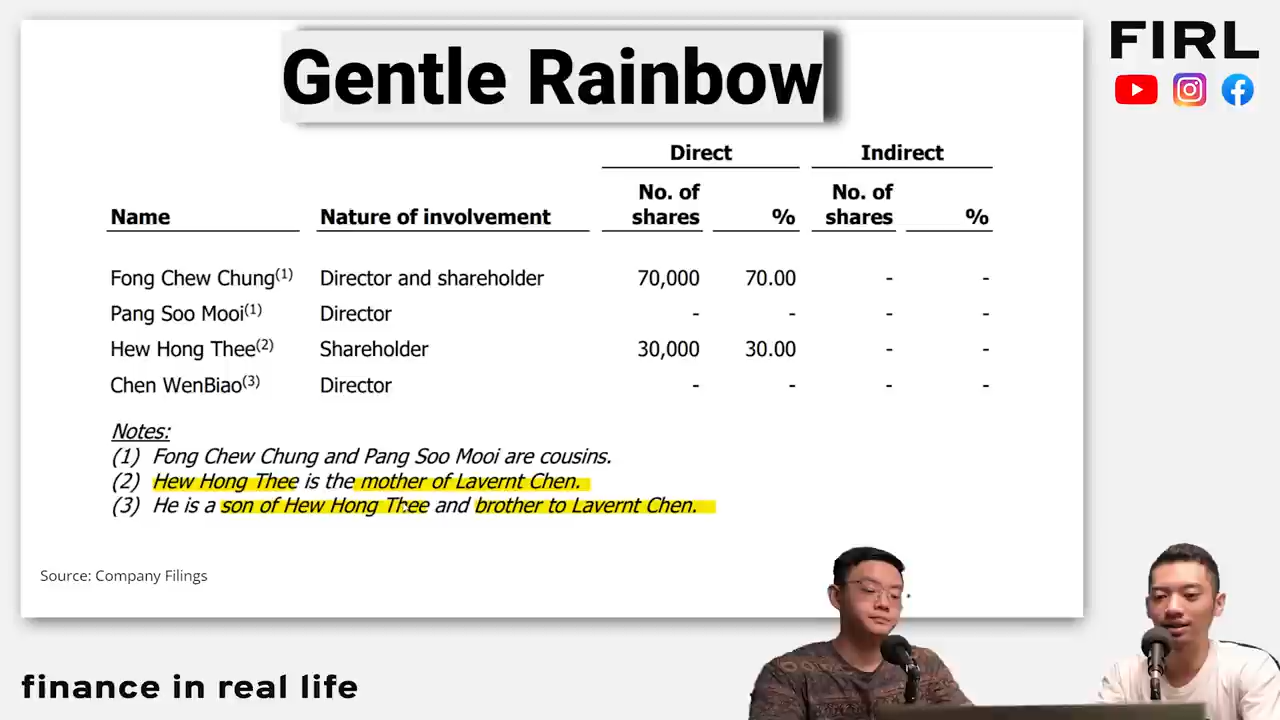 Gentle Rainbow
FIRL
Direct Indirect
Name Nature of involvement No. of shares % No. of shares %
Fong Chew Chung(1) Director and shareholder 70,000 70.00 - -
Pang Soo Mooi(1) Director - - - -
Hew Hong Thee(2) Shareholder 30,000 30.00 - -
Chen WenBiao(3) Director - - - -
Notes:
(1) Fong Chew Chung and Pang Soo Mooi are cousins.
(2) Hew Hong Thee is the mother of Lavernt Chen.
(3) He is a son of Hew Hong Thee and brother to Lavernt Chen.
Source: Company Filings
finance in real life